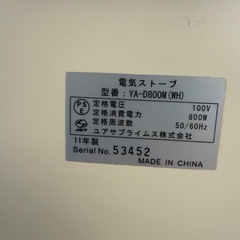 電気ストーブ
型番：YA-D800M(WH)
PS
E
定格電圧 100V
定格消費電力 800W
定格周波数 50/60Hz
ユアサプライムス株式会社
11年製
Serial No. 53452
MADE IN CHINA